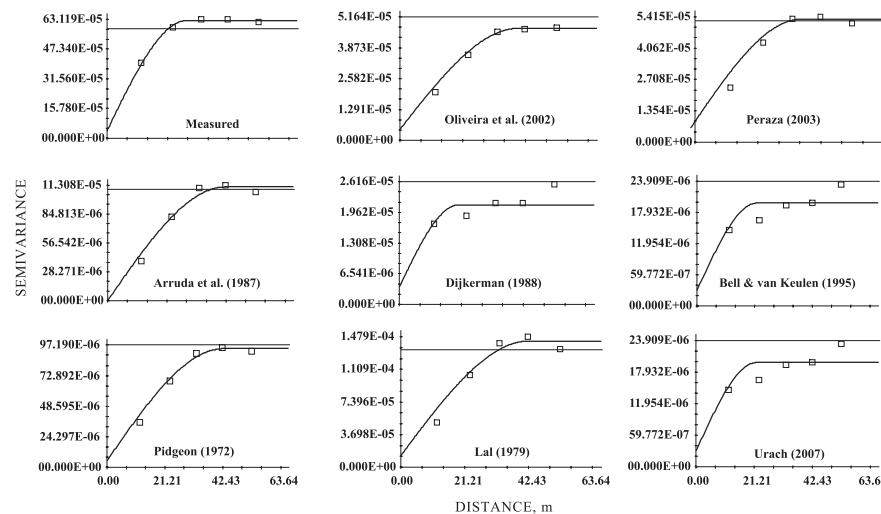 63.119E-05
47.340E-05
31.560E-05
15.780E-05
00.000E+00
Measured
5.164E-05
3.873E-05
2.582E-05
1.291E-05
0.000E+00
Oliveira et al. (2002)
5.415E-05
4.062E-05
2.708E-05
1.354E-05
0.000E+00
Peraza (2003)
SEMIVARIANCE
11.308E-05
84.813E-06
56.542E-06
28.271E-06
00.000E+00
Arruda et al. (1987)
2.616E-05
1.962E-05
1.308E-05
6.541E-06
0.000E+00
Dijkerman (1988)
23.909E-06
17.932E-06
11.954E-06
59.772E-07
00.000E+00
Bell & van Keulen (1995)
97.190E-06
72.892E-06
48.595E-06
24.297E-06
00.000E+00
Pidgeon (1972)
0.00 21.21 42.43 63.64
1.479E-04
1.109E-04
7.396E-05
3.698E-05
0.000E+00
Lal (1979)
0.00 21.21 42.43 63.64
23.909E-06
17.932E-06
11.954E-06
59.772E-07
00.000E+00
Urach (2007)
0.00 21.21 42.43 63.64
DISTANCE, m